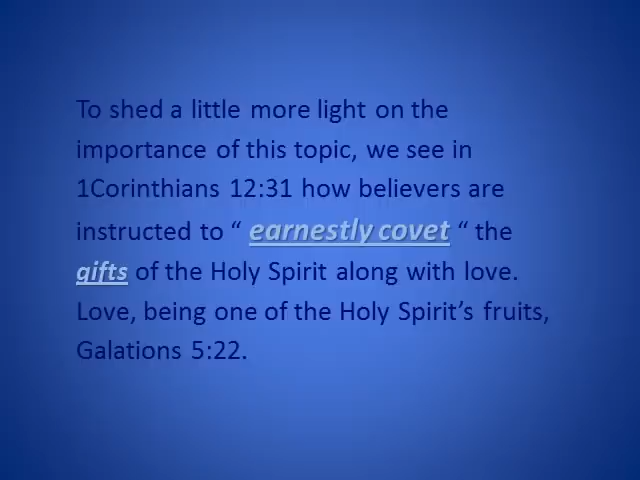 To shed a little more light on the
importance of this topic, we see in
1Corinthians 12:31 how believers are
instructed to “ earnestly covet “ the
gifts of the Holy Spirit along with love.
Love, being one of the Holy Spirit’s fruits,
Galations 5:22.